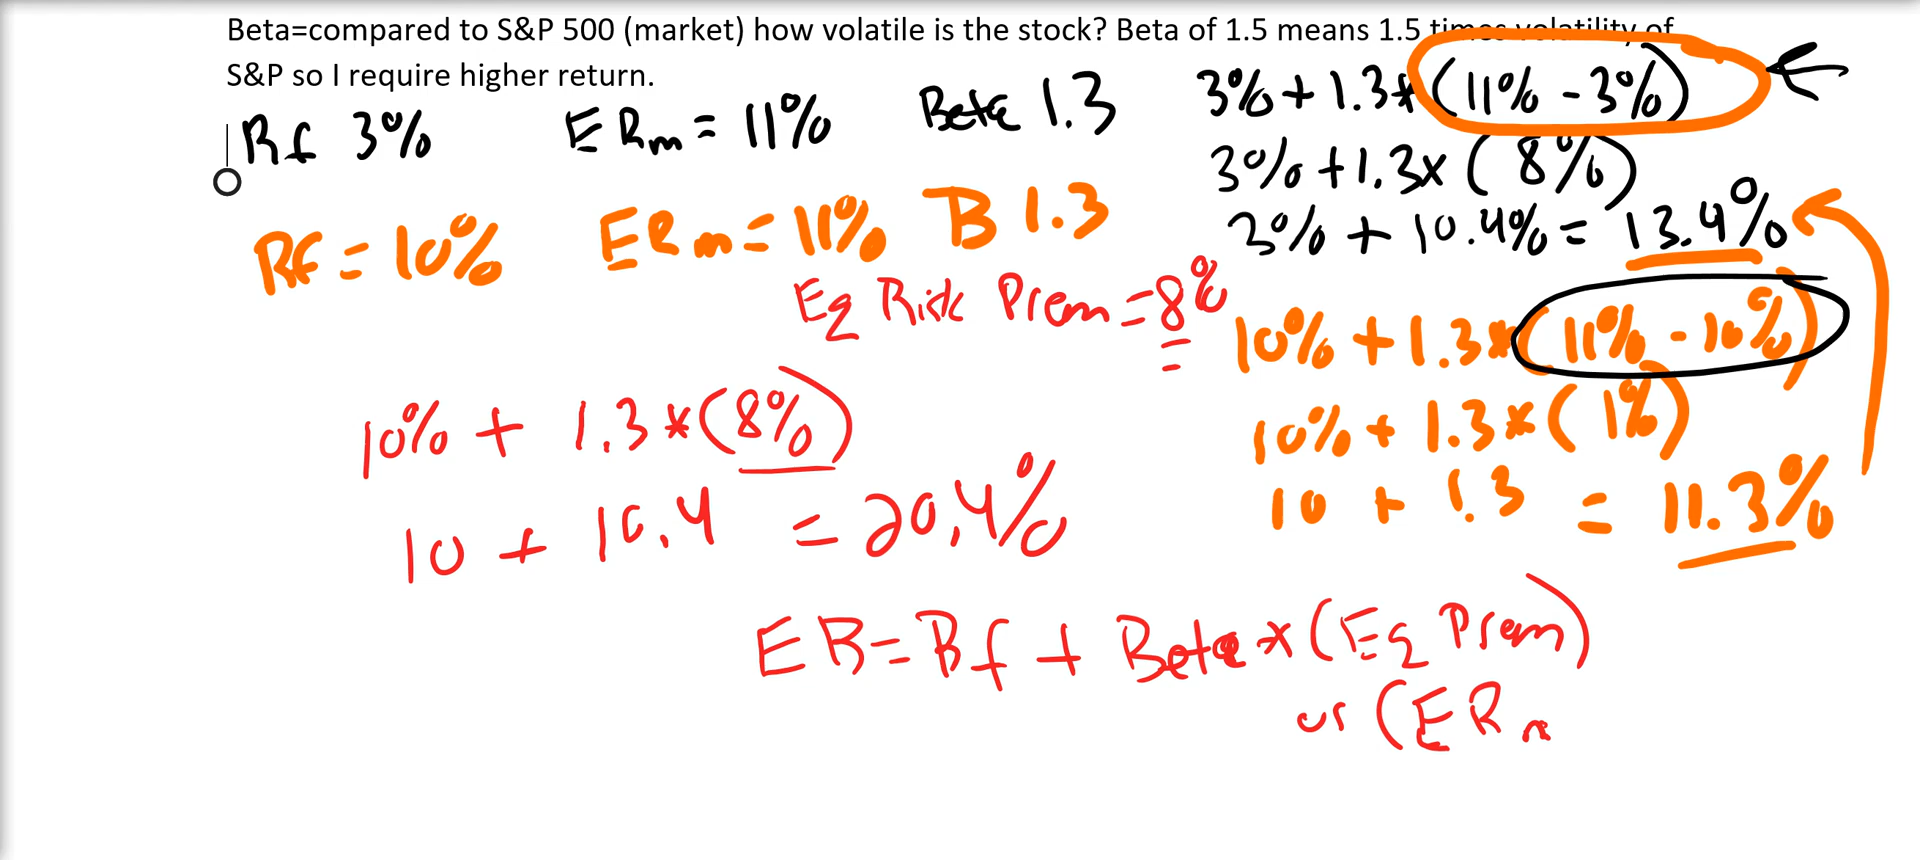 Beta=compared to S&P 500 (market) how volatile is the stock? Beta of 1.5 means 1.5 times volatility of
S&P so I require higher return.
Rf 3% ERm = 11% Beta 1.3
3% + 1.3* (11% - 3%)
3% + 1.3x (8%)
3% + 10.4% = 13.4%
Rf = 10% ERm = 11% B 1.3
Eq Risk Prem = 8%
10% + 1.3* (11% - 10%)
10% + 1.3* (1%)
10 + 1.3 = 11.3%
10% + 1.3 * (8%)
10 + 10.4 = 20.4%
ER = Rf + Beta * (Eq Prem)
or (ERm